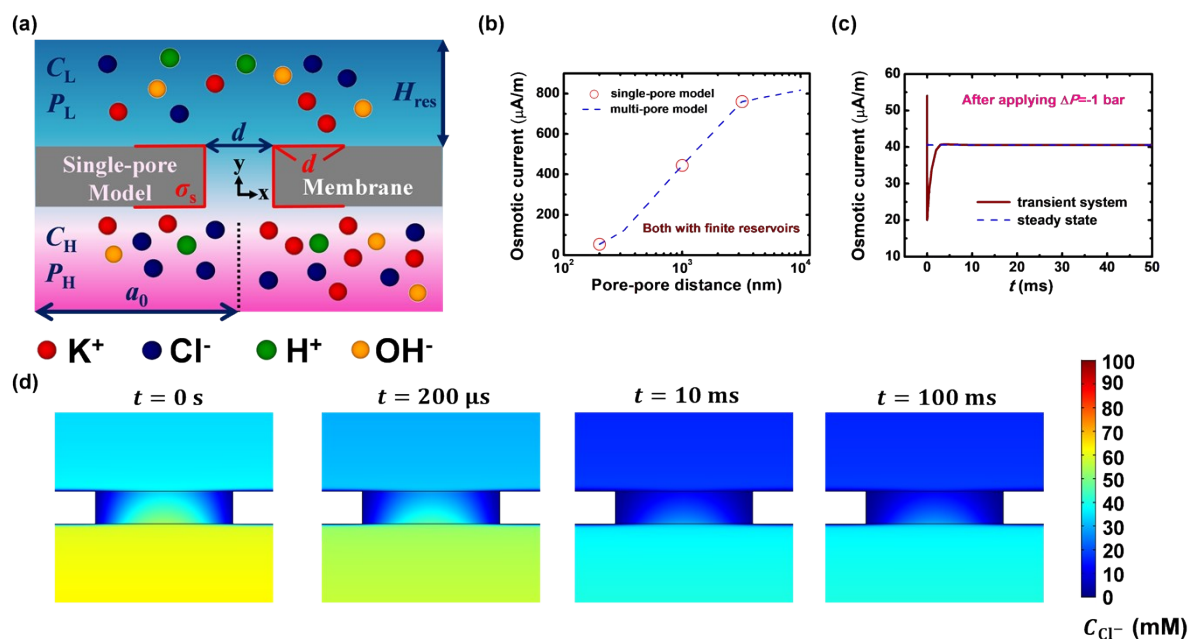 (a)
C_L
P_L
H_res
d
Single-pore
Model
σ_s
y
x
d
Membrane
C_H
P_H
a_0
K⁺
Cl⁻
H⁺
OH⁻
(b)
Osmotic current (μA/m)
800
600
400
200
0
single-pore model
multi-pore model
Both with finite reservoirs
10²
10³
10⁴
Pore-pore distance (nm)
(c)
Osmotic current (μA/m)
60
50
40
30
20
10
After applying ΔP=-1 bar
transient system
steady state
0
10
20
30
40
50
t (ms)
(d)
t = 0 s
t = 200 μs
t = 10 ms
t = 100 ms
100
90
80
70
60
50
40
30
20
10
0
C_Cl⁻ (mM)